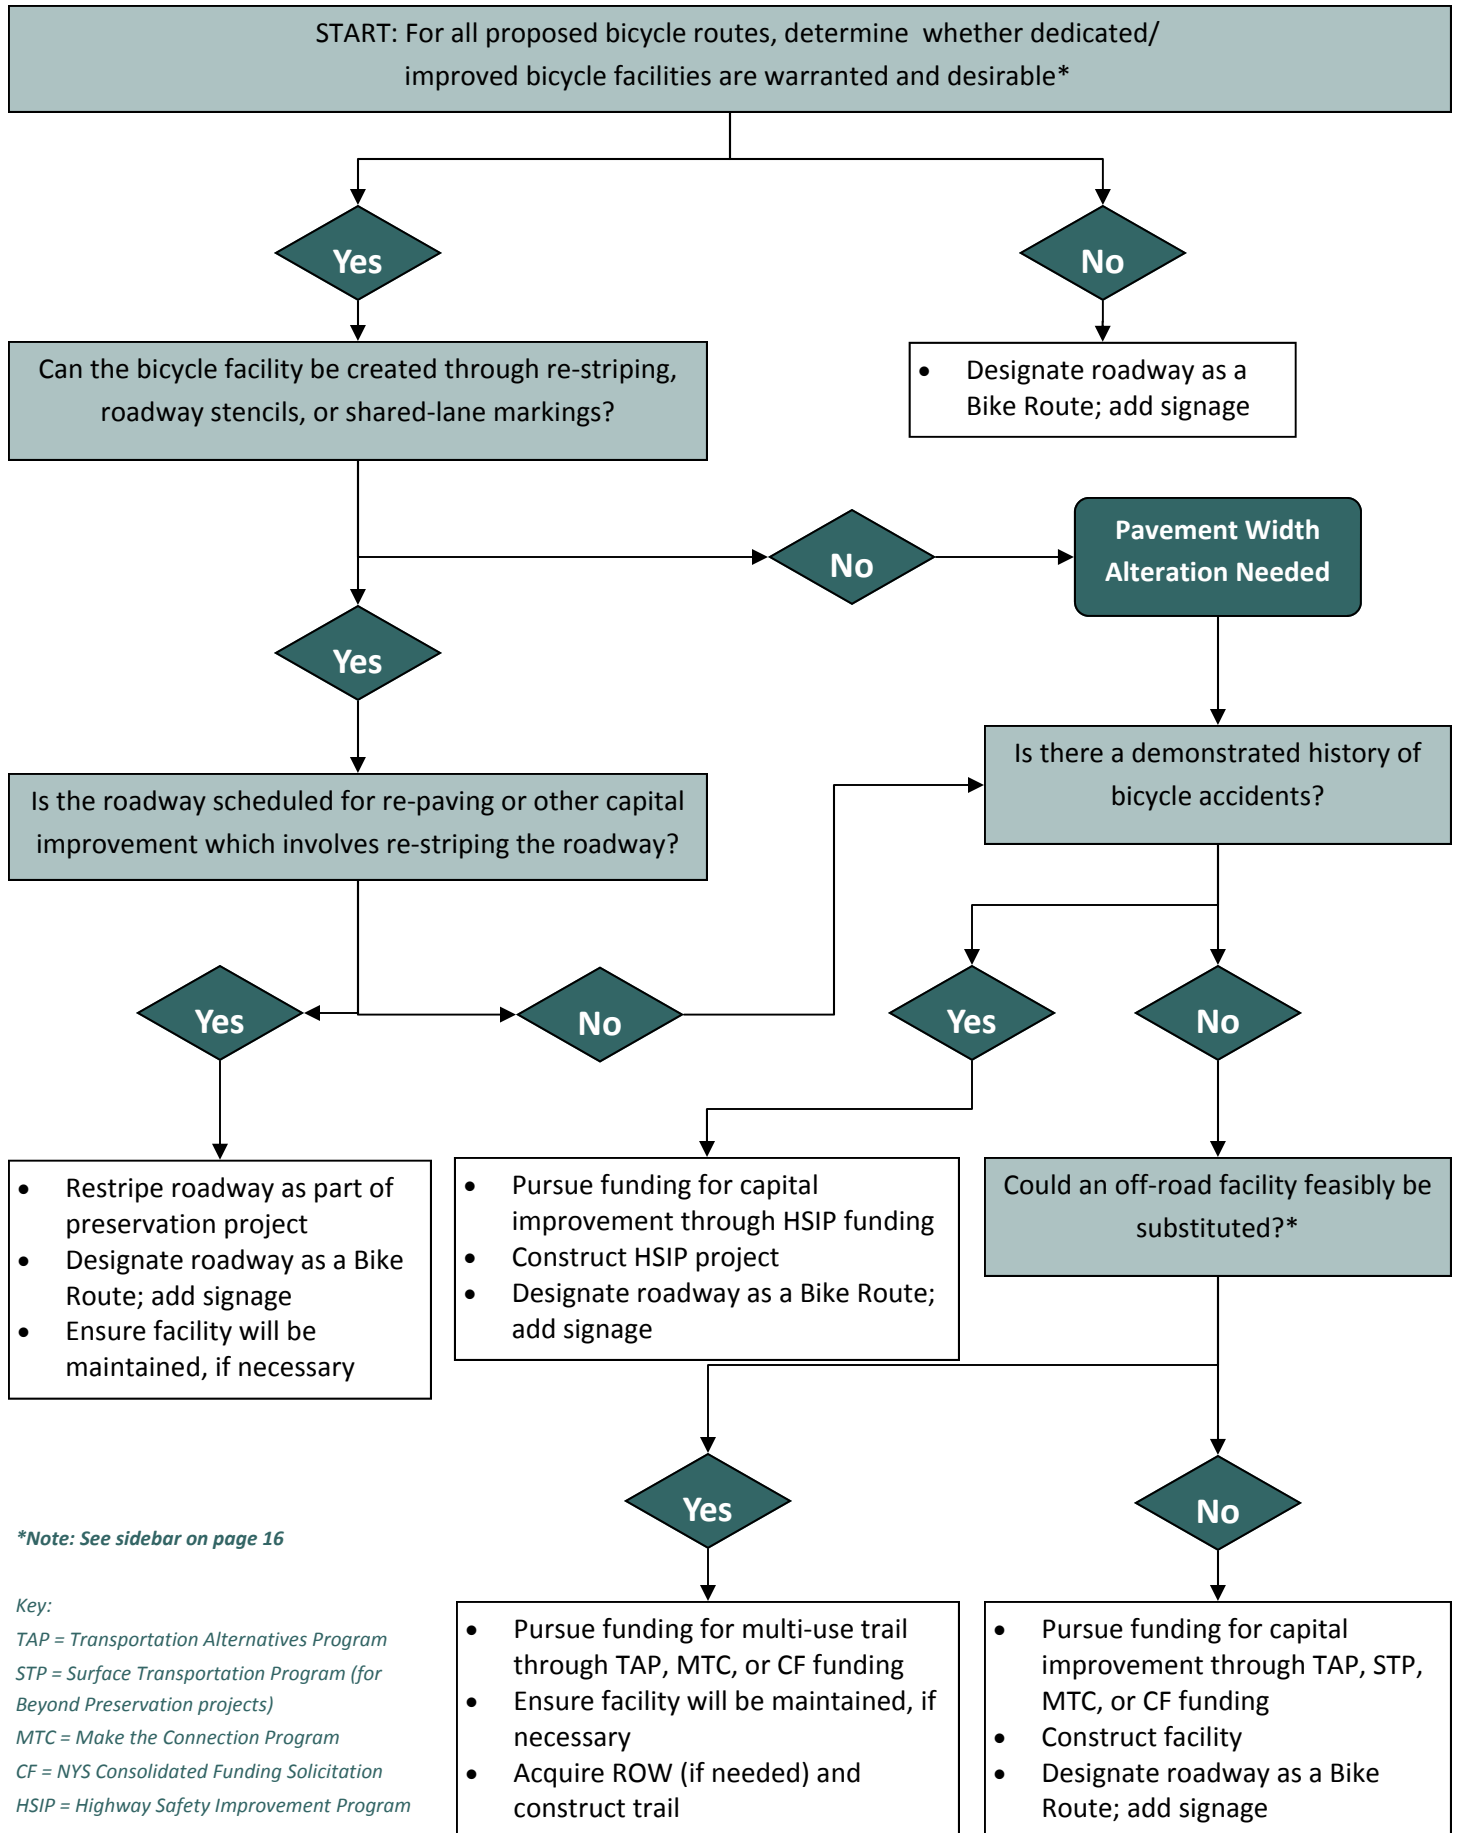 START: For all proposed bicycle routes, determine  whether dedicated/
improved bicycle facilities are warranted and desirable*
Yes
No
Can the bicycle facility be created through re-striping,
roadway stencils, or shared-lane markings?
• Designate roadway as a
Bike Route; add signage
No
Pavement Width
Alteration Needed
Yes
Is there a demonstrated history of
bicycle accidents?
Is the roadway scheduled for re-paving or other capital
improvement which involves re-striping the roadway?
Yes
No
Yes
No
• Restripe roadway as part of
preservation project
• Designate roadway as a Bike
Route; add signage
• Ensure facility will be
maintained, if necessary
• Pursue funding for capital
improvement through HSIP funding
• Construct HSIP project
• Designate roadway as a Bike Route;
add signage
Could an off-road facility feasibly be
substituted?*
Yes
No
*Note: See sidebar on page 16
Key:
TAP = Transportation Alternatives Program
STP = Surface Transportation Program (for
Beyond Preservation projects)
MTC = Make the Connection Program
CF = NYS Consolidated Funding Solicitation
HSIP = Highway Safety Improvement Program
• Pursue funding for multi-use trail
through TAP, MTC, or CF funding
• Ensure facility will be maintained, if
necessary
• Acquire ROW (if needed) and
construct trail
• Pursue funding for capital
improvement through TAP, STP,
MTC, or CF funding
• Construct facility
• Designate roadway as a Bike
Route; add signage